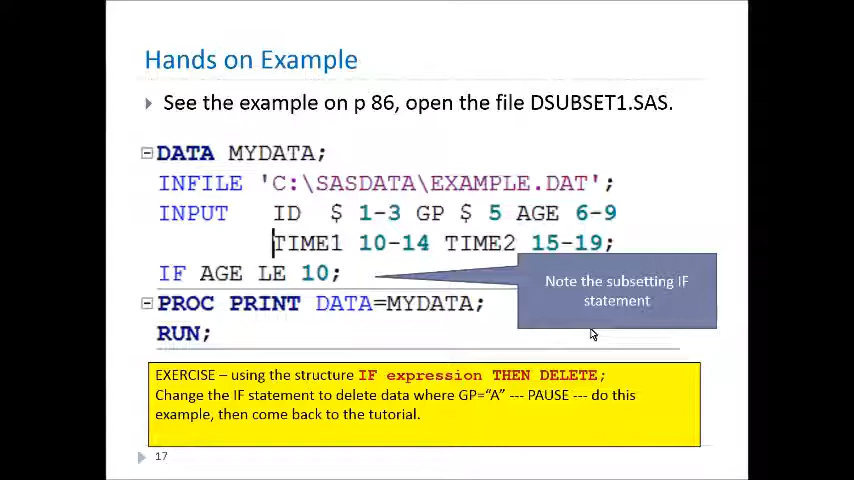 Hands on Example
See the example on p 86, open the file DSUBSET1.SAS.
DATA MYDATA;
INFILE 'C:\SASDATA\EXAMPLE.DAT';
INPUT ID $ 1-3 GP $ 5 AGE 6-9
TIME1 10-14 TIME2 15-19;
IF AGE LE 10;
PROC PRINT DATA=MYDATA;
RUN;
Note the subsetting IF
statement
EXERCISE – using the structure IF expression THEN DELETE;
Change the IF statement to delete data where GP="A" --- PAUSE --- do this
example, then come back to the tutorial.
17